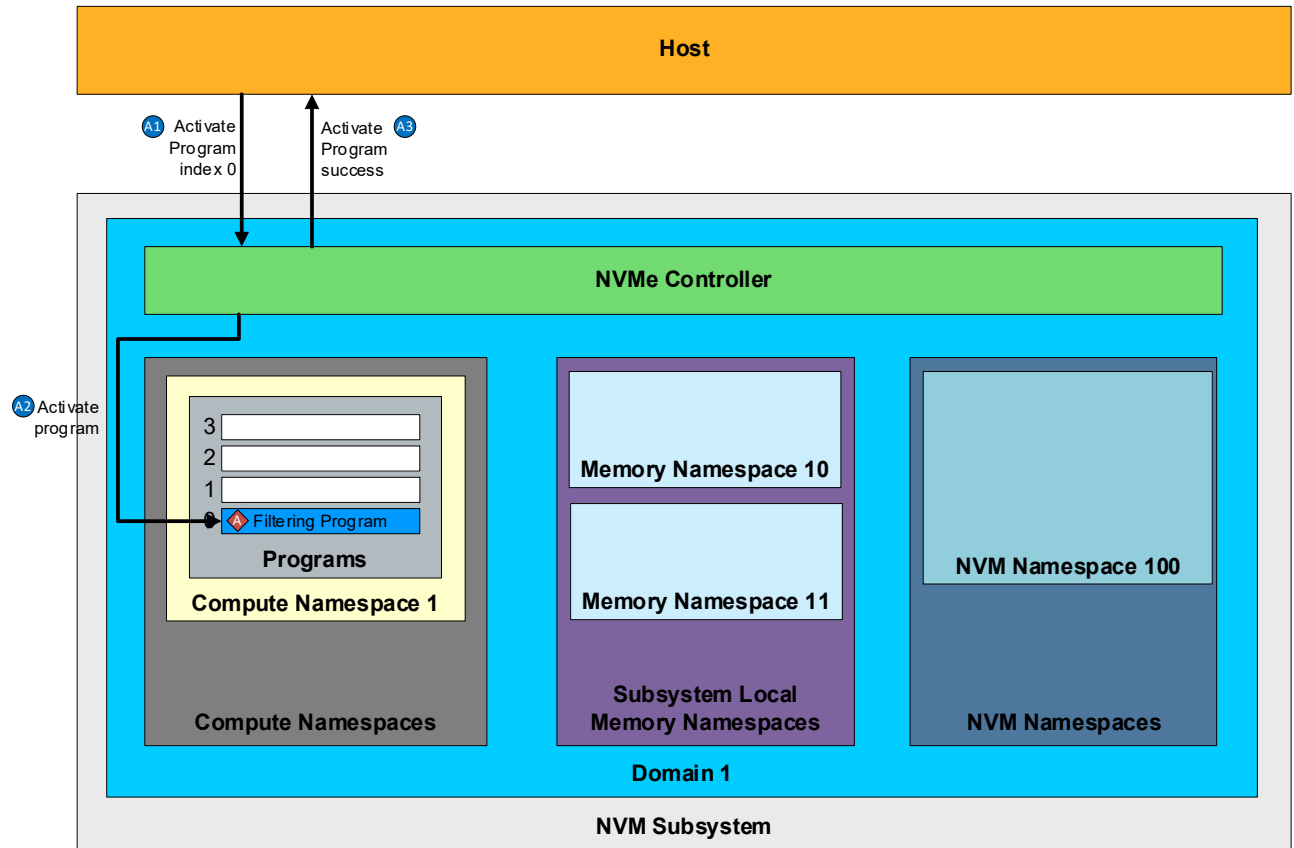 Host
A1 Activate
Program
index 0
Activate A3
Program
success
NVMe Controller
A2 Activate
program
3
2
1
0 A Filtering Program
Programs
Compute Namespace 1
Compute Namespaces
Memory Namespace 10
Memory Namespace 11
Subsystem Local
Memory Namespaces
NVM Namespace 100
NVM Namespaces
Domain 1
NVM Subsystem